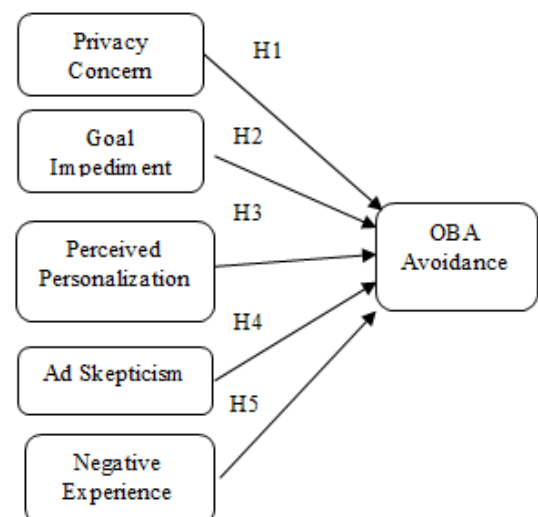 Privacy
Concern
H1
Goal
Impediment
H2
H3
Perceived
Personalization
OBA
Avoidance
H4
Ad Skepticism
H5
Negative
Experience